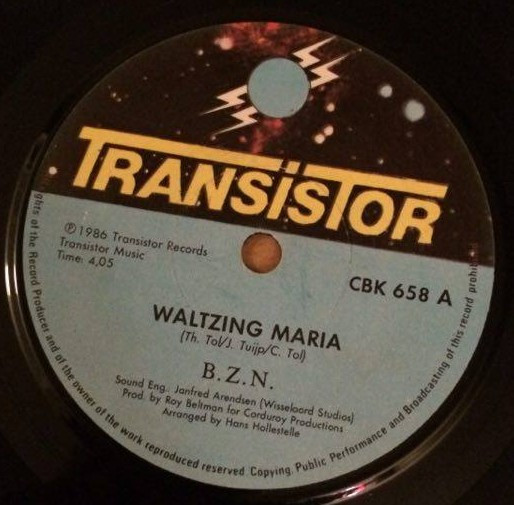 TRANSiSTOR
℗ 1986 Transistor Records
Transistor Music
Time: 4,05
CBK 658 A
WALTZING MARIA
(Th. Tol/J. Tuijp/C. Tol)
B.Z.N.
Sound Eng. Janfred Arendsen (Wisseloord Studios)
Prod. by Roy Beltman for Corduroy Productions
Arranged by Hans Hollestelle
ghts of the Record Producer and of the owner of the work reproduced reserved. Copying, Public Performance and Broadcasting of this record prohi